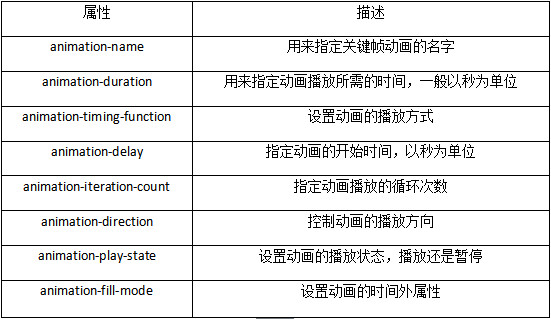 属性 描述
animation-name 用来指定关键帧动画的名字
animation-duration 用来指定动画播放所需的时间，一般以秒为单位
animation-timing-function 设置动画的播放方式
animation-delay 指定动画的开始时间，以秒为单位
animation-iteration-count 指定动画播放的循环次数
animation-direction 控制动画的播放方向
animation-play-state 设置动画的播放状态，播放还是暂停
animation-fill-mode 设置动画的时间外属性